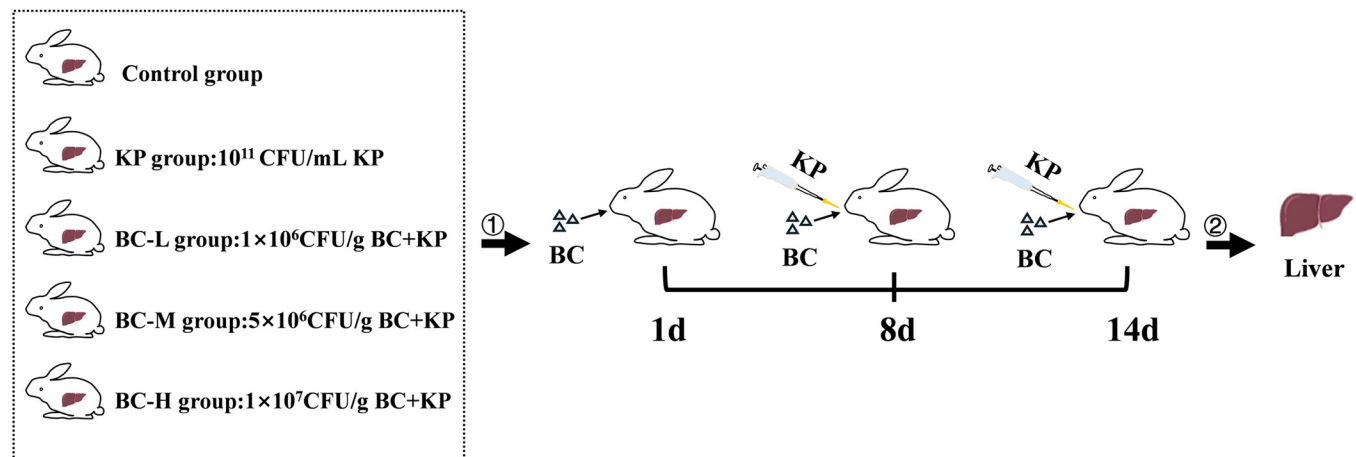 Control group
KP group:10¹¹ CFU/mL KP
BC-L group:1×10⁶CFU/g BC+KP
BC-M group:5×10⁶CFU/g BC+KP
BC-H group:1×10⁷CFU/g BC+KP
①
BC
KP
BC
KP
BC
1d
8d
14d
②
Liver